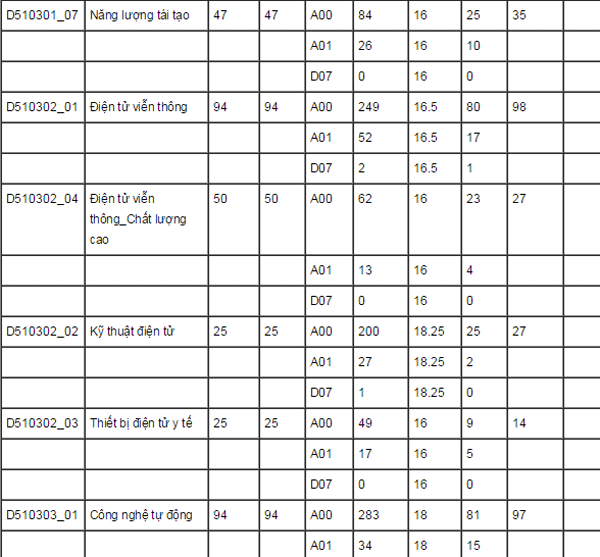 D510301_07 Năng lượng tái tạo 47 47 A00 84 16 25 35
A01 26 16 10
D07 0 16 0
D510302_01 Điện tử viễn thông 94 94 A00 249 16.5 80 98
A01 52 16.5 17
D07 2 16.5 1
D510302_04 Điện tử viễn 50 50 A00 62 16 23 27
thông_Chất lượng
cao
A01 13 16 4
D07 0 16 0
D510302_02 Kỹ thuật điện tử 25 25 A00 200 18.25 25 27
A01 27 18.25 2
D07 1 18.25 0
D510302_03 Thiết bị điện tử y tế 25 25 A00 49 16 9 14
A01 17 16 5
D07 0 16 0
D510303_01 Công nghệ tự động 94 94 A00 283 18 81 97
A01 34 18 15